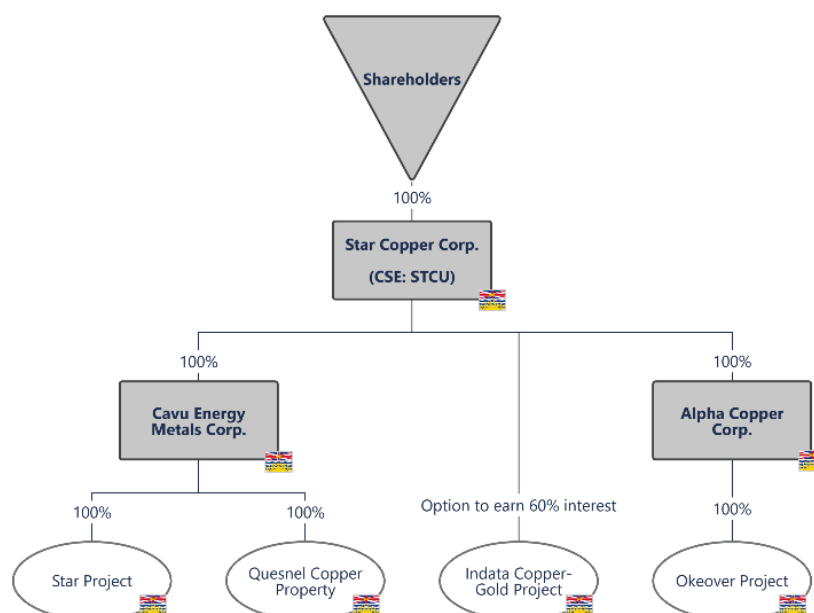 Shareholders
100%
Star Copper Corp.
(CSE: STCU)
100%
100%
Cavu Energy
Metals Corp.
Alpha Copper
Corp.
100%
100%
Option to earn 60% interest
100%
Star Project
Quesnel Copper
Property
Indata Copper-
Gold Project
Okeover Project